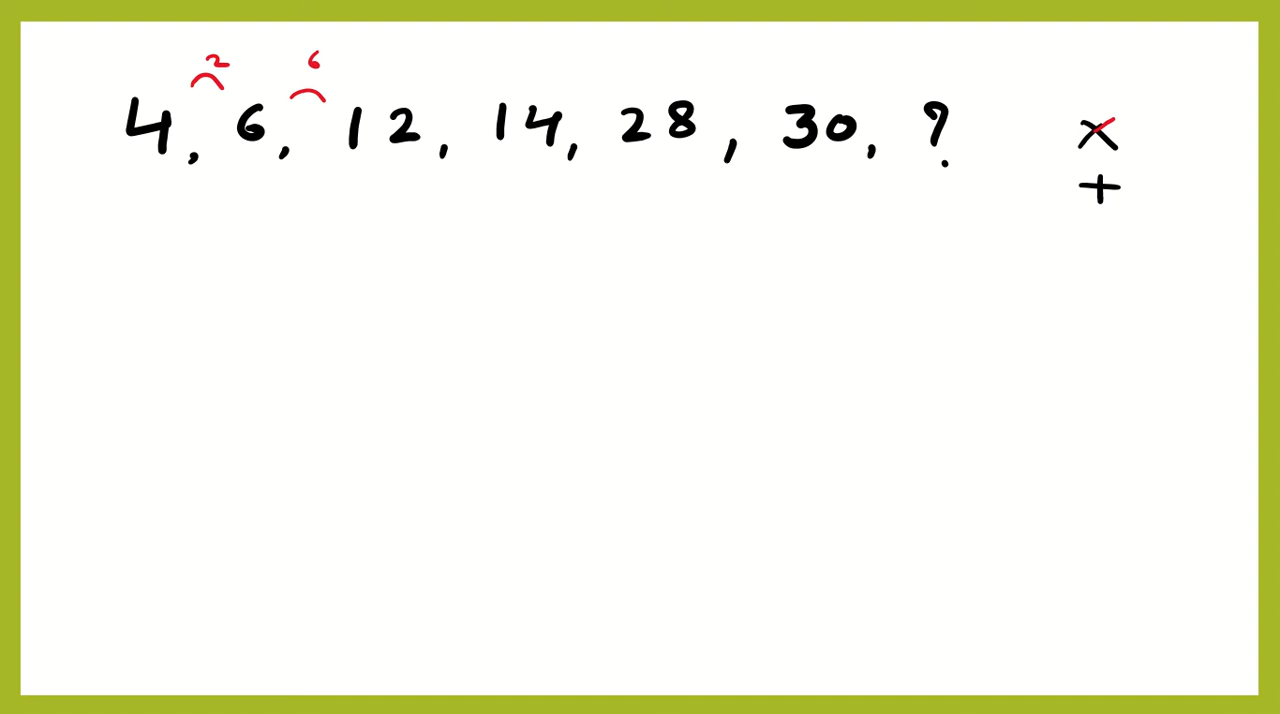 2 6
4, 6, 12, 14, 28, 30, ? ×
+